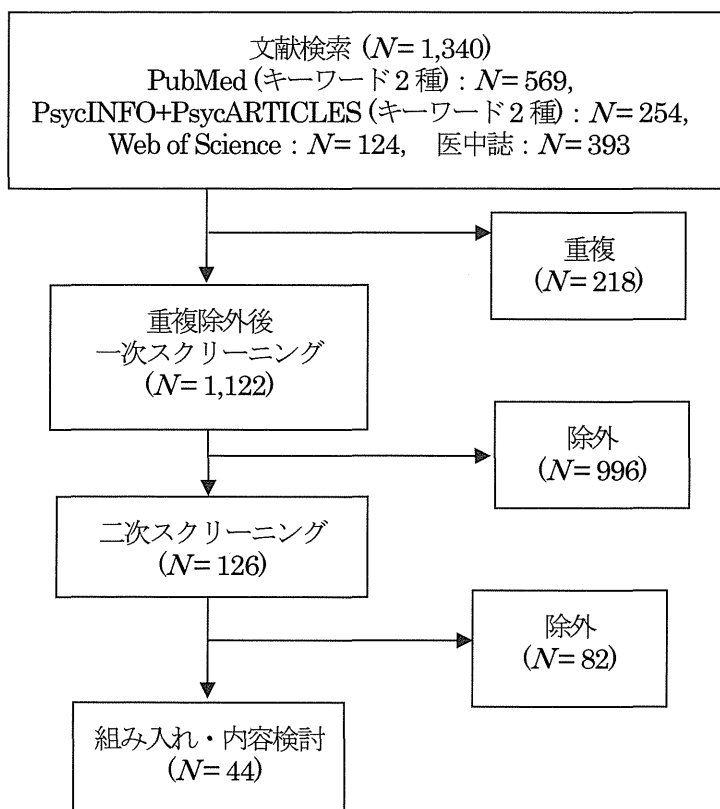 文献検索 (N= 1,340)
PubMed (キーワード2種) : N= 569,
PsycINFO+PsycARTICLES (キーワード2種) : N= 254,
Web of Science : N= 124, 医中誌 : N= 393
重複
(N= 218)
重複除外後
一次スクリーニング
(N= 1,122)
除外
(N= 996)
二次スクリーニング
(N= 126)
除外
(N= 82)
組み入れ・内容検討
(N= 44)